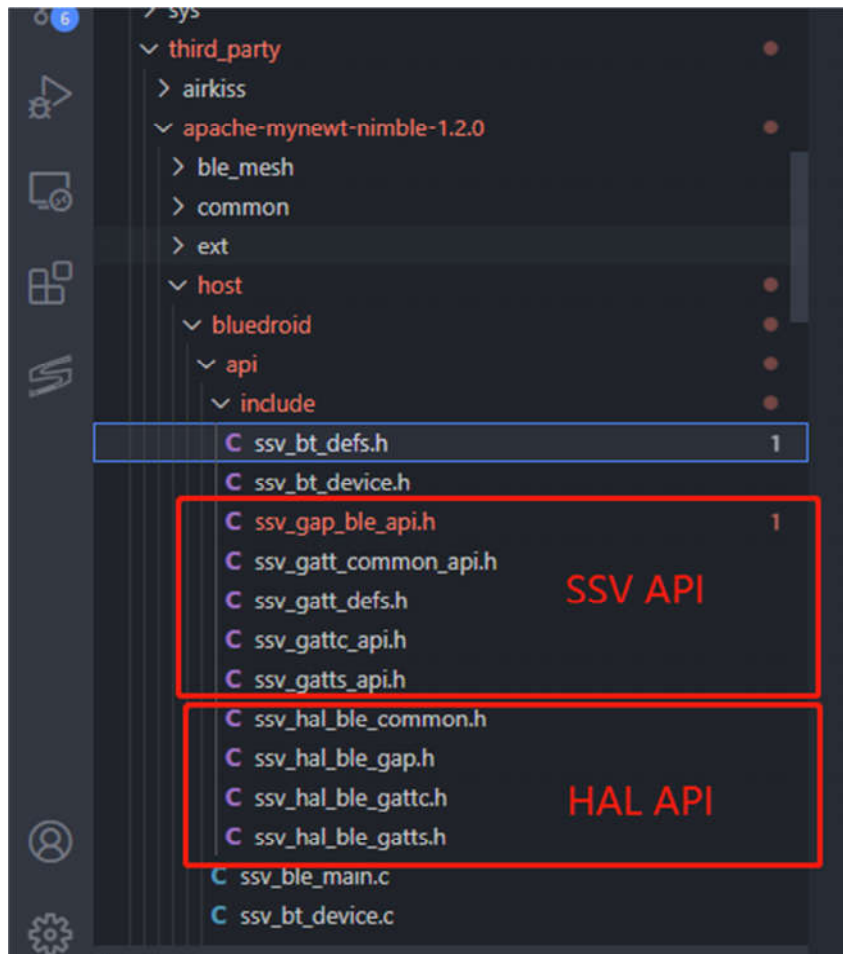 6
sys
third_party
airkiss
apache-mynewt-nimble-1.2.0
ble_mesh
common
ext
host
bluedroid
api
include
C ssv_bt_defs.h 1
C ssv_bt_device.h
C ssv_gap_ble_api.h 1
C ssv_gatt_common_api.h
C ssv_gatt_defs.h
SSV API
C ssv_gattc_api.h
C ssv_gatts_api.h
C ssv_hal_ble_common.h
C ssv_hal_ble_gap.h
C ssv_hal_ble_gattc.h
HAL API
C ssv_hal_ble_gatts.h
C ssv_ble_main.c
C ssv_bt_device.c